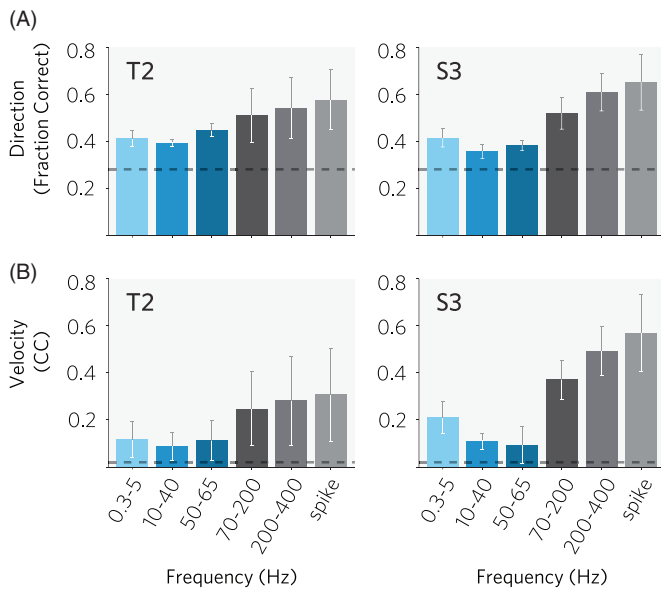 (A)
Direction
(Fraction Correct)
0.8
0.6
0.4
0.2
T2
0.8
0.6
0.4
0.2
S3
(B)
Velocity
(CC)
0.8
0.6
0.4
0.2
T2
0.8
0.6
0.4
0.2
S3
0.3-5
10-40
50-65
70-200
200-400
spike
0.3-5
10-40
50-65
70-200
200-400
spike
Frequency (Hz)
Frequency (Hz)